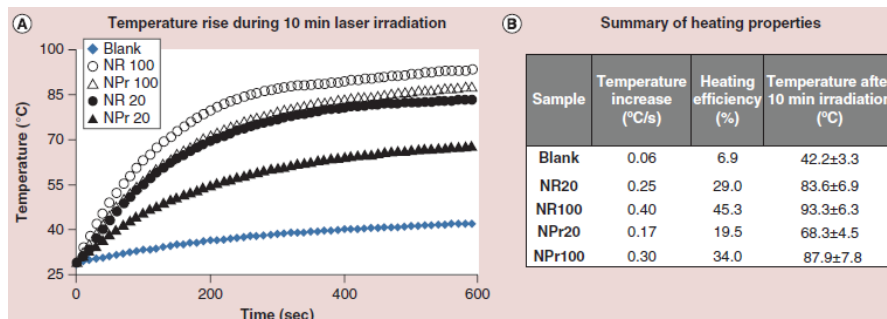 A Temperature rise during 10 min laser irradiation
100
85
70
55
40
25
Temperature (°C)
Blank
NR 100
NPr 100
NR 20
NPr 20
0 200 400 600
Time (sec)
B Summary of heating properties
Sample Temperature increase (ºC/s) Heating efficiency (%) Temperature after 10 min irradiation (ºC)
Blank 0.06 6.9 42.2±3.3
NR20 0.25 29.0 83.6±6.9
NR100 0.40 45.3 93.3±6.3
NPr20 0.17 19.5 68.3±4.5
NPr100 0.30 34.0 87.9±7.8